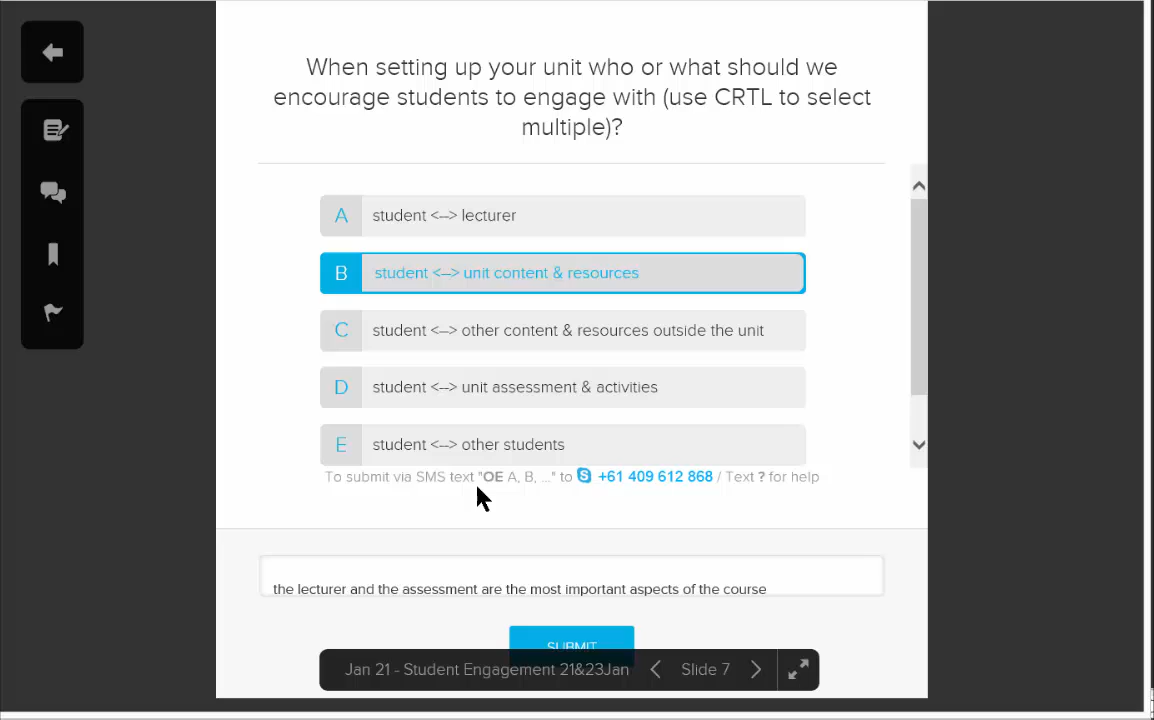 When setting up your unit who or what should we
encourage students to engage with (use CRTL to select
multiple)?
A student <--> lecturer
B student <--> unit content & resources
C student <--> other content & resources outside the unit
D student <--> unit assessment & activities
E student <--> other students
To submit via SMS text "OE A, B, ..." to +61 409 612 868 / Text ? for help
the lecturer and the assessment are the most important aspects of the course
SUBMIT
Jan 21 - Student Engagement 21&23Jan Slide 7